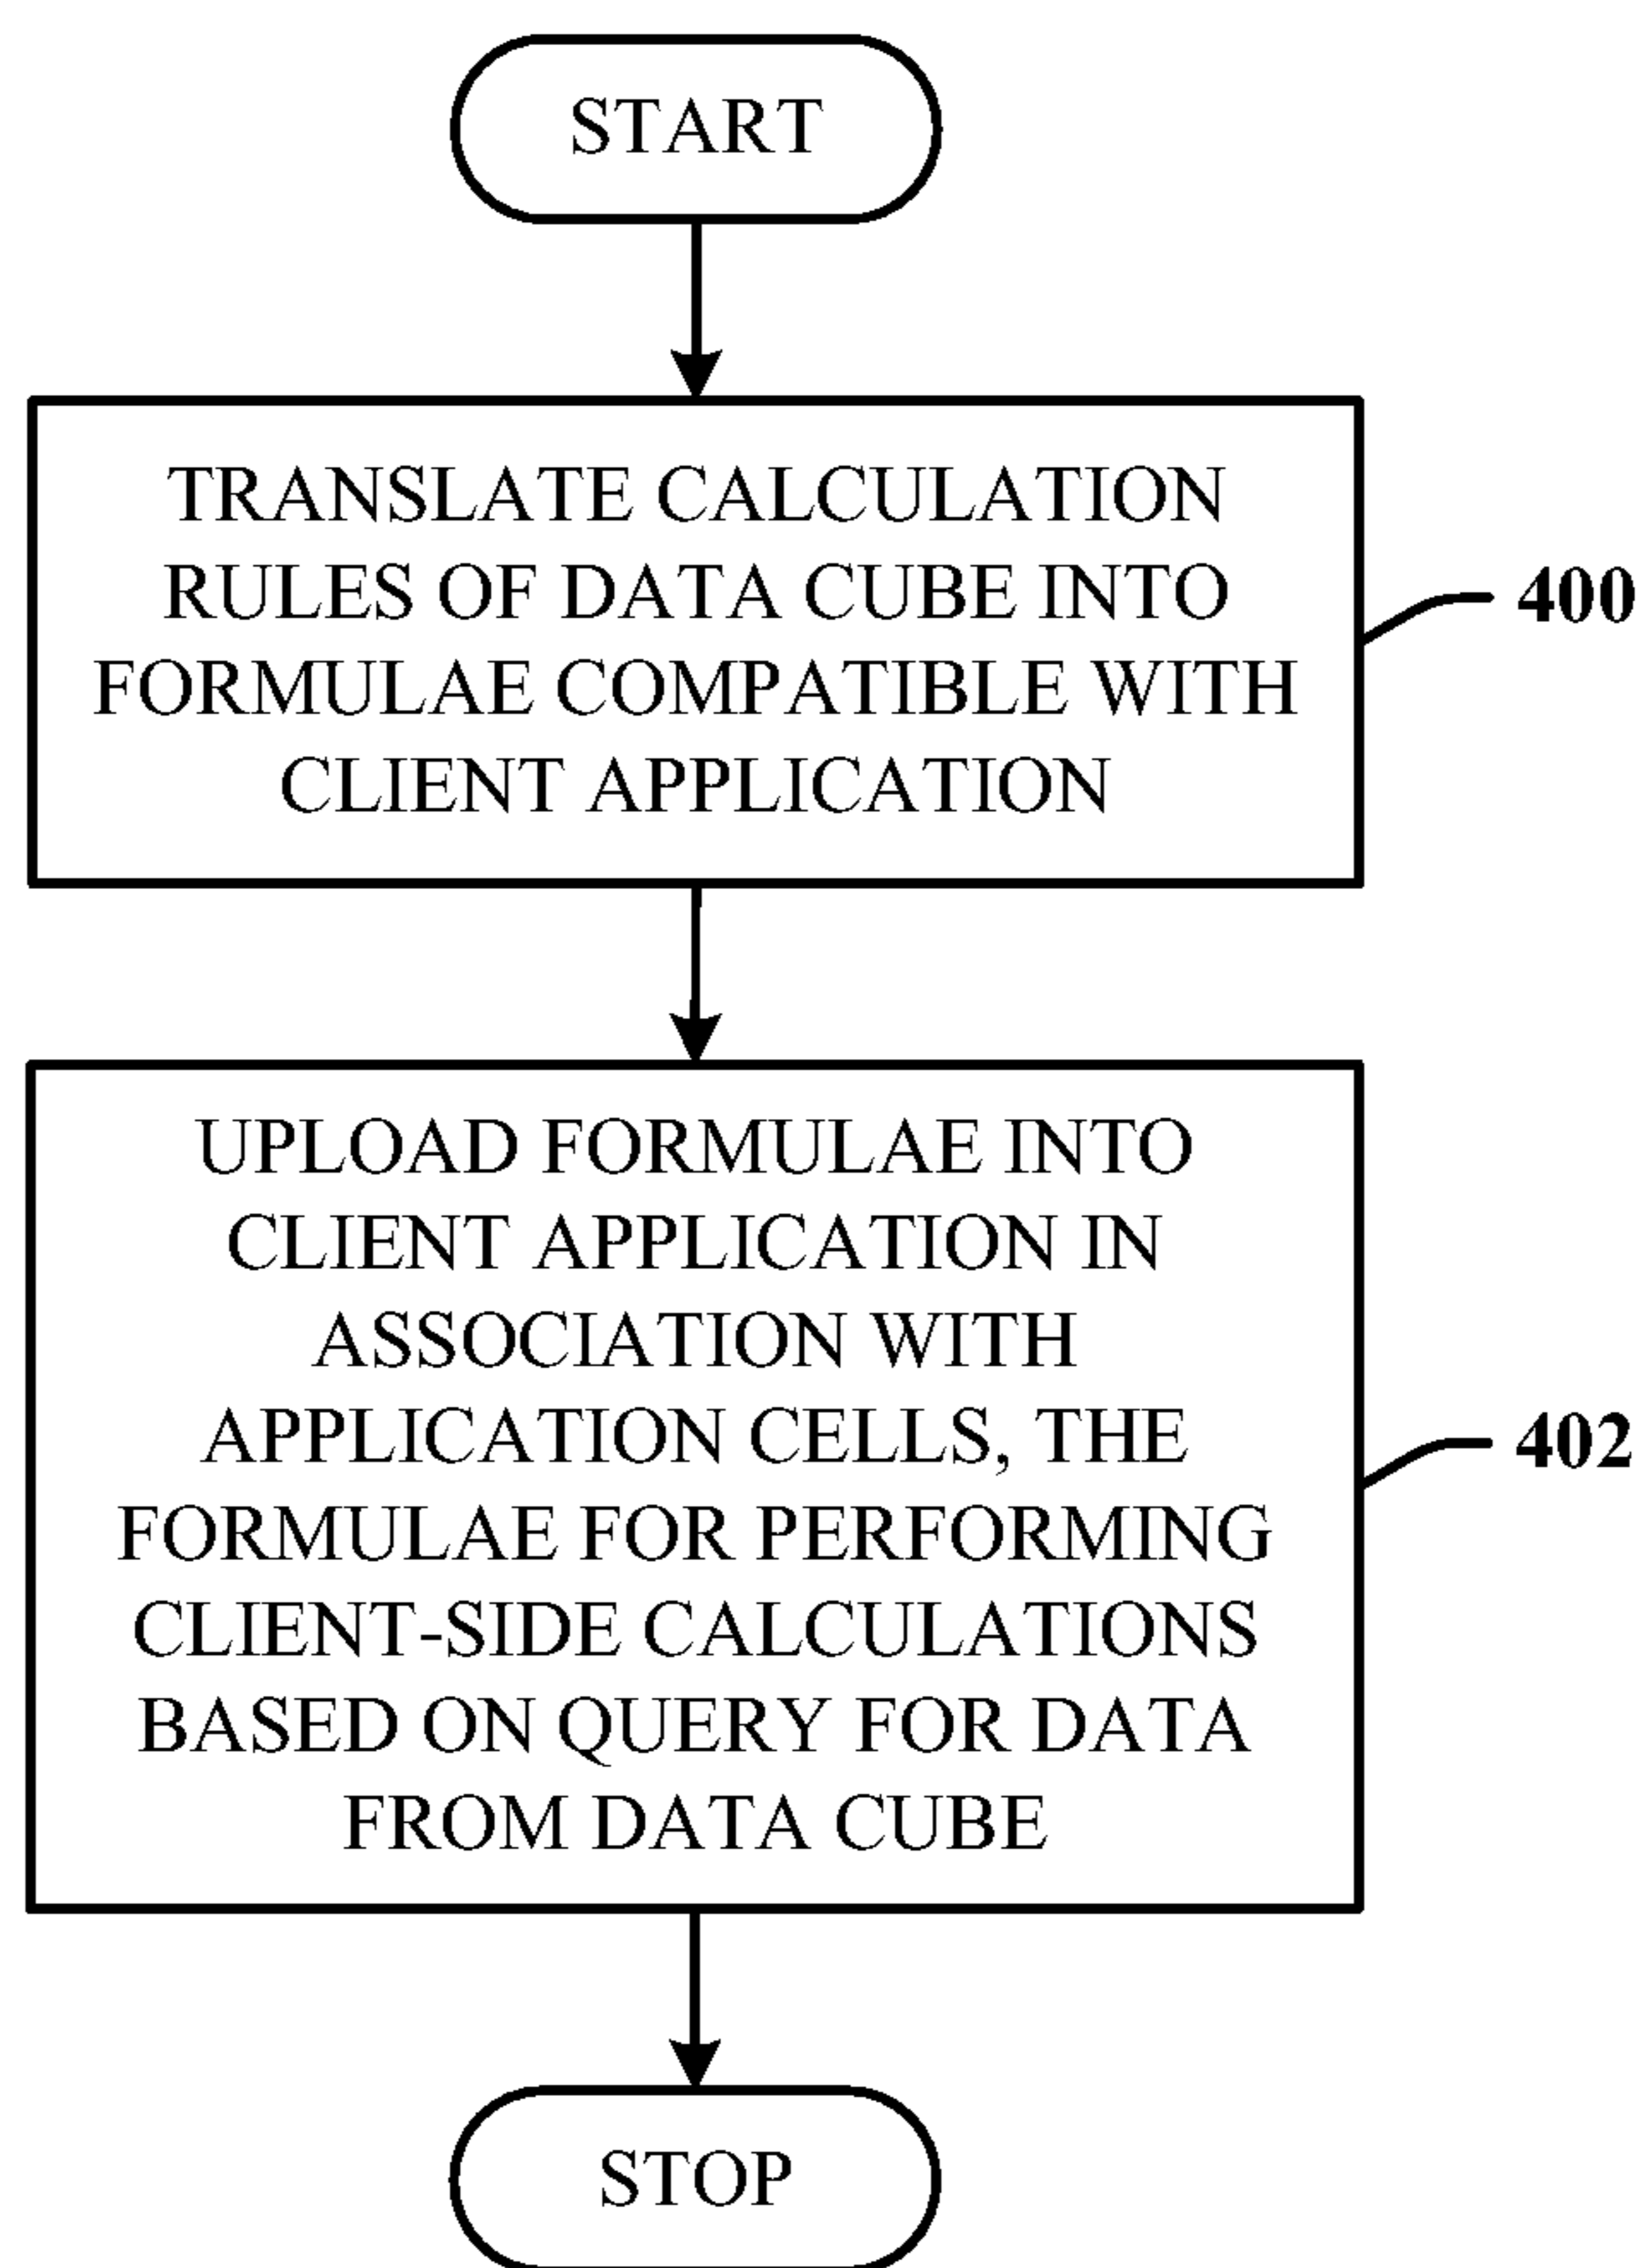 START
TRANSLATE CALCULATION
RULES OF DATA CUBE INTO
FORMULAE COMPATIBLE WITH
CLIENT APPLICATION
400
UPLOAD FORMULAE INTO
CLIENT APPLICATION IN
ASSOCIATION WITH
APPLICATION CELLS, THE
FORMULAE FOR PERFORMING
CLIENT-SIDE CALCULATIONS
BASED ON QUERY FOR DATA
FROM DATA CUBE
402
STOP